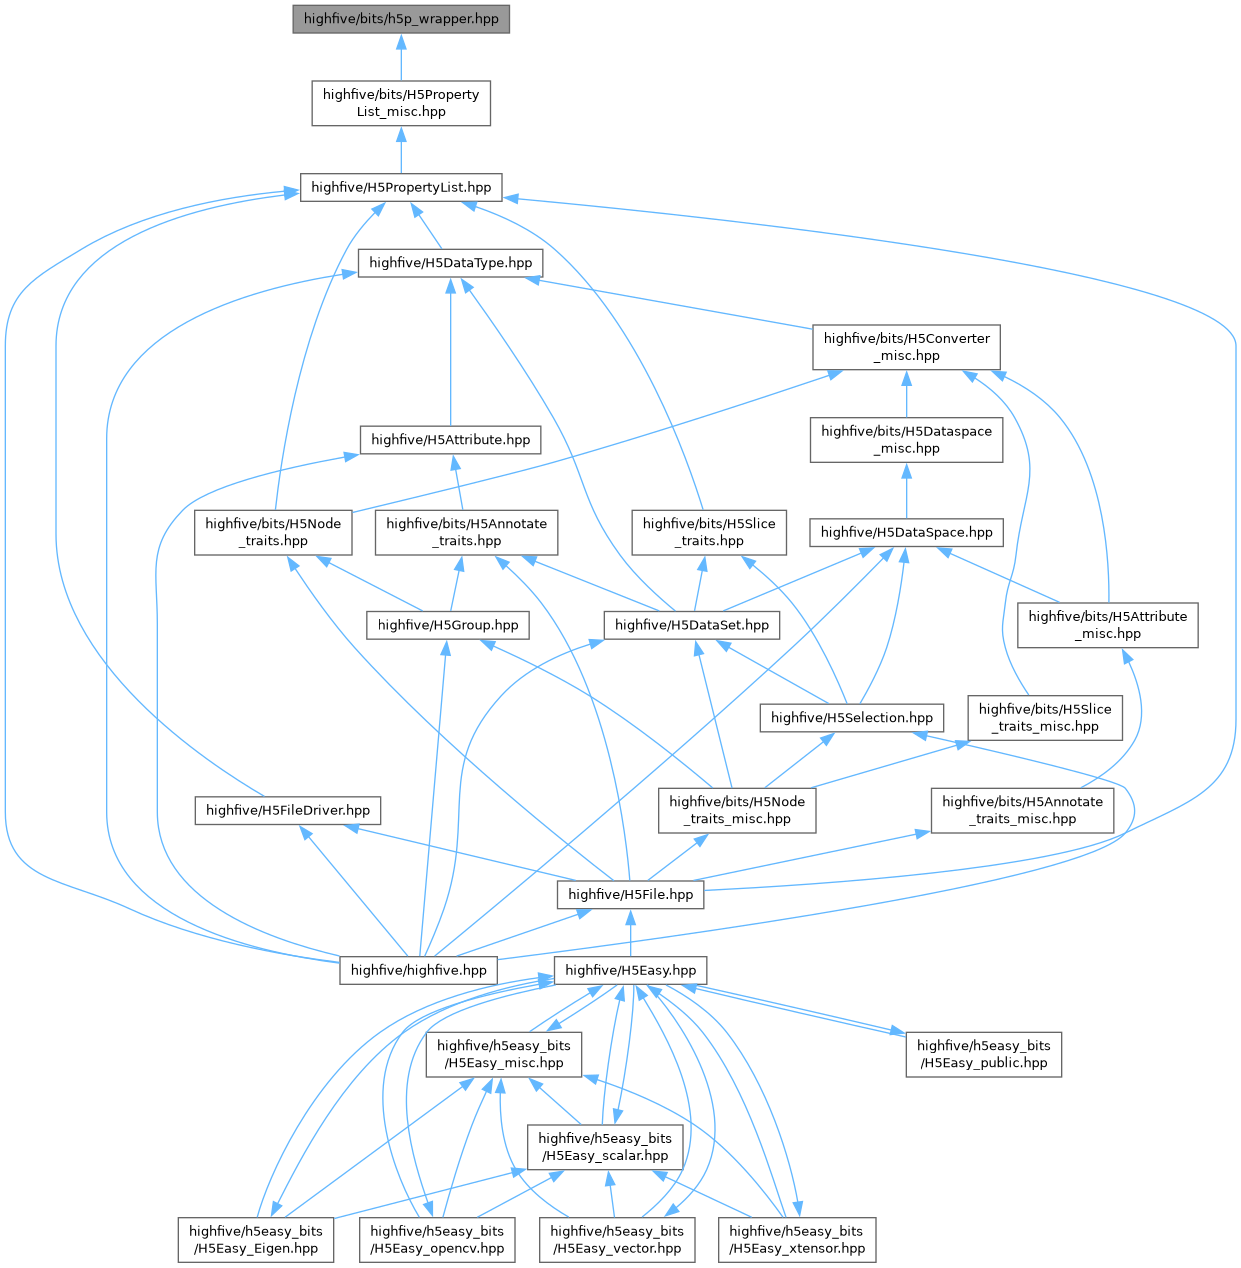 highfive/bits/h5p_wrapper.hpp
highfive/bits/H5Property
List_misc.hpp
highfive/H5PropertyList.hpp
highfive/H5DataType.hpp
highfive/bits/H5Converter
_misc.hpp
highfive/H5Attribute.hpp
highfive/bits/H5Dataspace
_misc.hpp
highfive/bits/H5Node
_traits.hpp
highfive/bits/H5Annotate
_traits.hpp
highfive/bits/H5Slice
_traits.hpp
highfive/H5DataSpace.hpp
highfive/H5Group.hpp
highfive/H5DataSet.hpp
highfive/bits/H5Attribute
_misc.hpp
highfive/H5Selection.hpp
highfive/bits/H5Slice
_traits_misc.hpp
highfive/H5FileDriver.hpp
highfive/bits/H5Node
_traits_misc.hpp
highfive/bits/H5Annotate
_traits_misc.hpp
highfive/H5File.hpp
highfive/highfive.hpp
highfive/H5Easy.hpp
highfive/h5easy_bits
/H5Easy_misc.hpp
highfive/h5easy_bits
/H5Easy_public.hpp
highfive/h5easy_bits
/H5Easy_scalar.hpp
highfive/h5easy_bits
/H5Easy_Eigen.hpp
highfive/h5easy_bits
/H5Easy_opencv.hpp
highfive/h5easy_bits
/H5Easy_vector.hpp
highfive/h5easy_bits
/H5Easy_xtensor.hpp